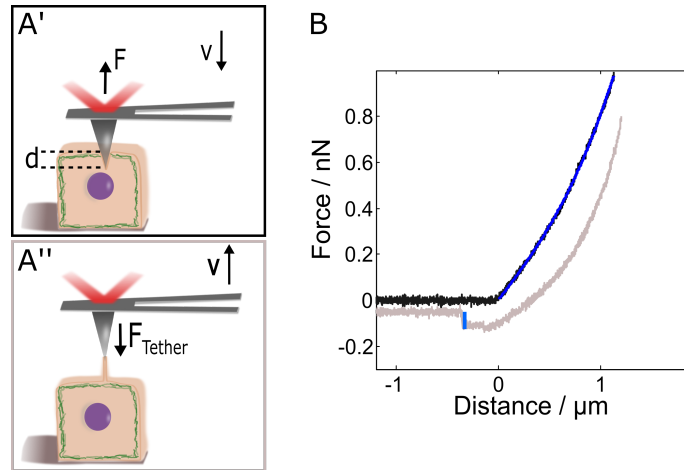 A'
F
v
d
A''
v
F Tether
B
Force / nN
0.8
0.6
0.4
0.2
0
-0.2
-1
0
1
Distance / µm